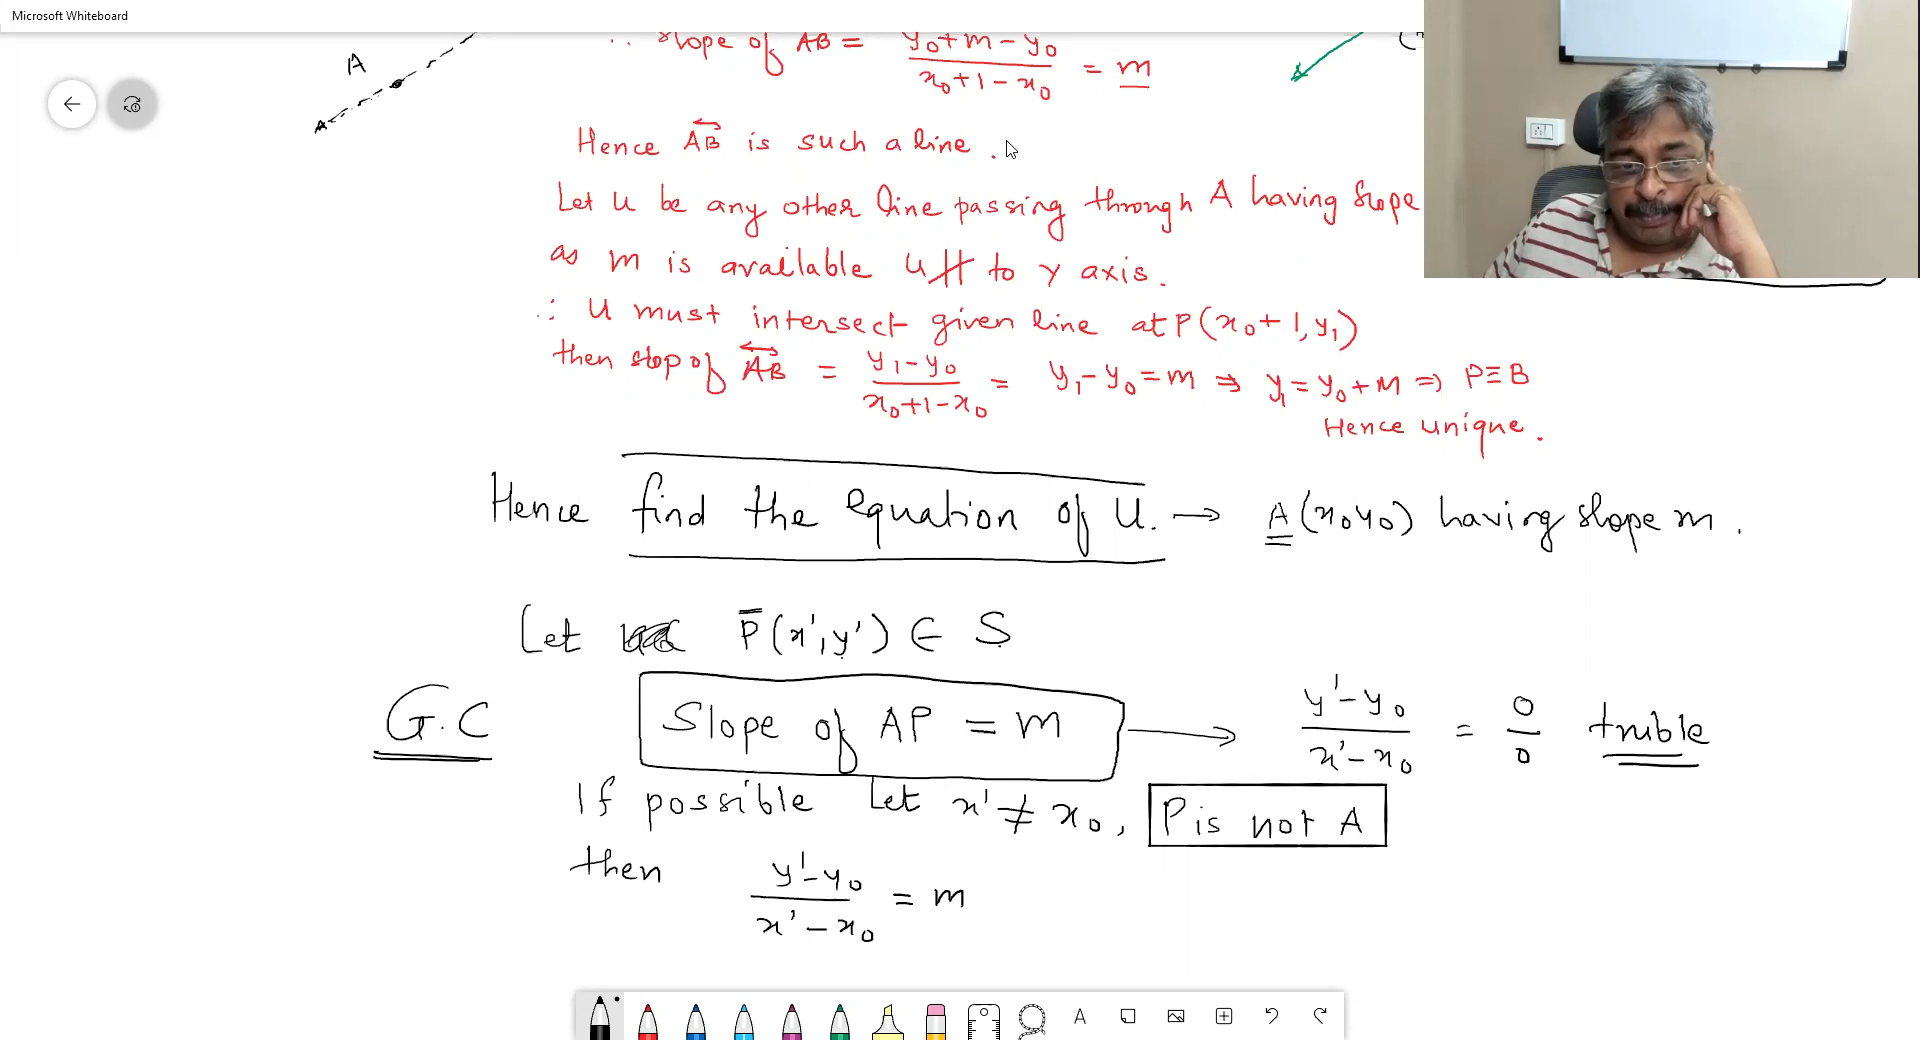 Microsoft Whiteboard
A
∴ slope of AB = (y₀+m−y₀)/(x₀+1−x₀) = m
Hence AB is such a line.
Let U be any other line passing through A having slope
as m is available U ∦ to Y axis.
∴ U must intersect given line at P(x₀+1, y₁)
then slop of AB = (y₁−y₀)/(x₀+1−x₀) = y₁−y₀=m ⇒ y₁=y₀+m ⇒ P≡B
Hence unique.
Hence find the equation of U. → A(x₀y₀) having slope m.
Let P(x',y') ∈ S
G.C Slope of AP = m → (y'−y₀)/(x'−x₀) = 0/0
If possible Let x' ≠ x₀, P is not A
then (y'−y₀)/(x'−x₀) = m
A